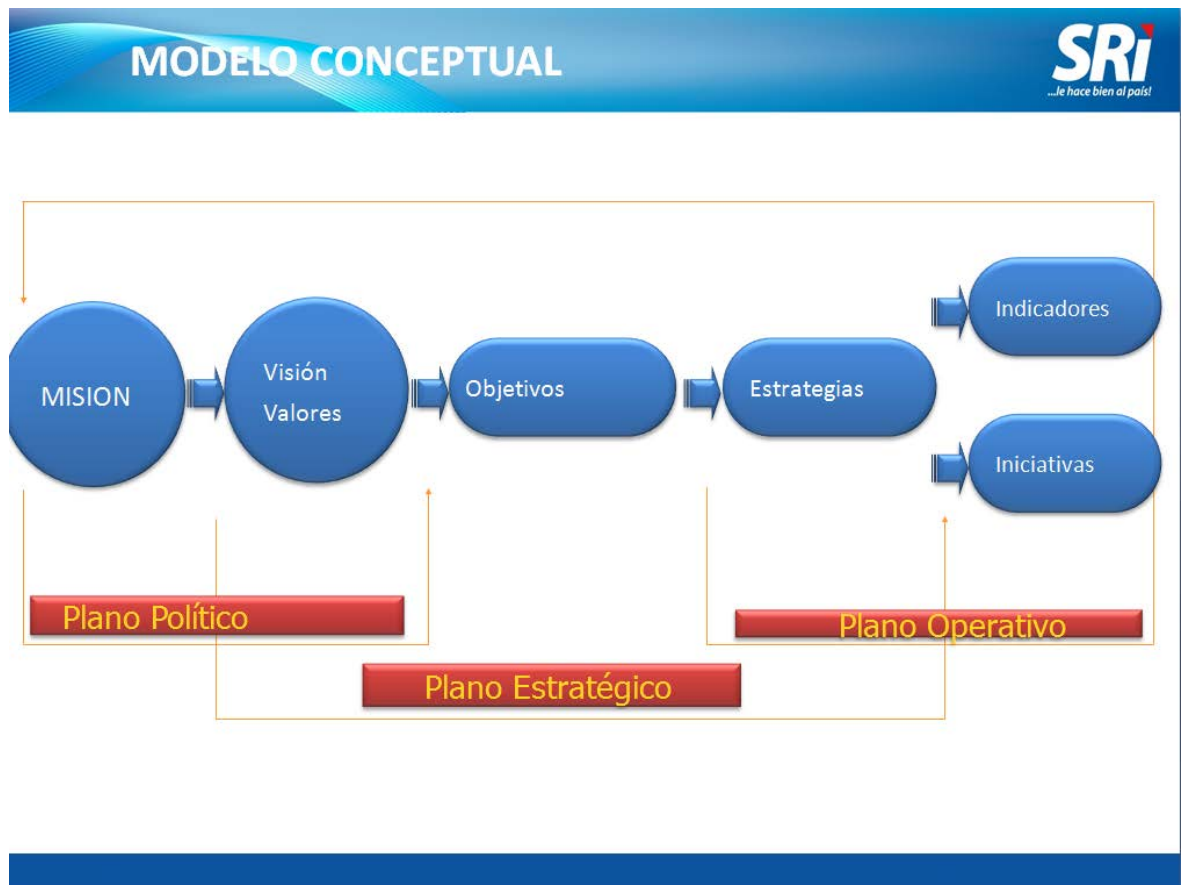 MODELO CONCEPTUAL
SRi
...le hace bien al país!
MISION
Visión
Valores
Objetivos
Estrategias
Indicadores
Iniciativas
Plano Político
Plano Estratégico
Plano Operativo